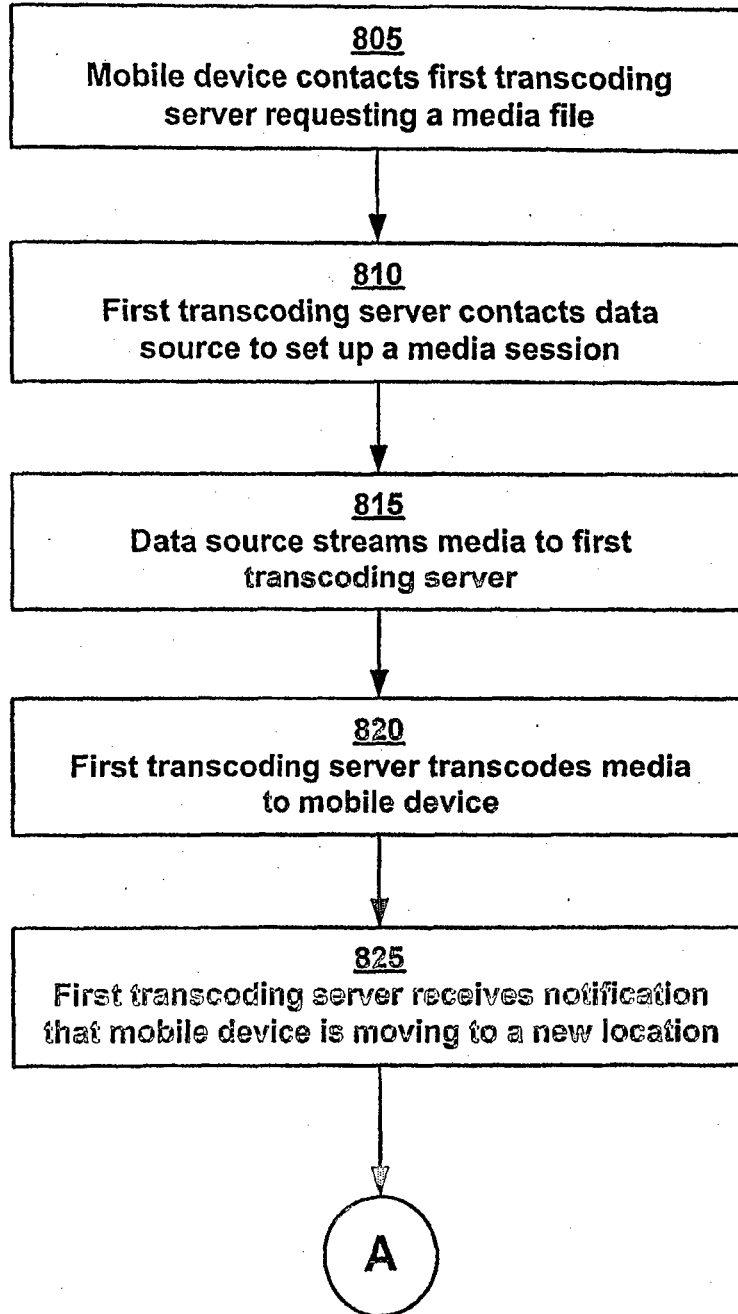 805
Mobile device contacts first transcoding
server requesting a media file
810
First transcoding server contacts data
source to set up a media session
815
Data source streams media to first
transcoding server
820
First transcoding server transcodes media
to mobile device
825
First transcoding server receives notification
that mobile device is moving to a new location
A